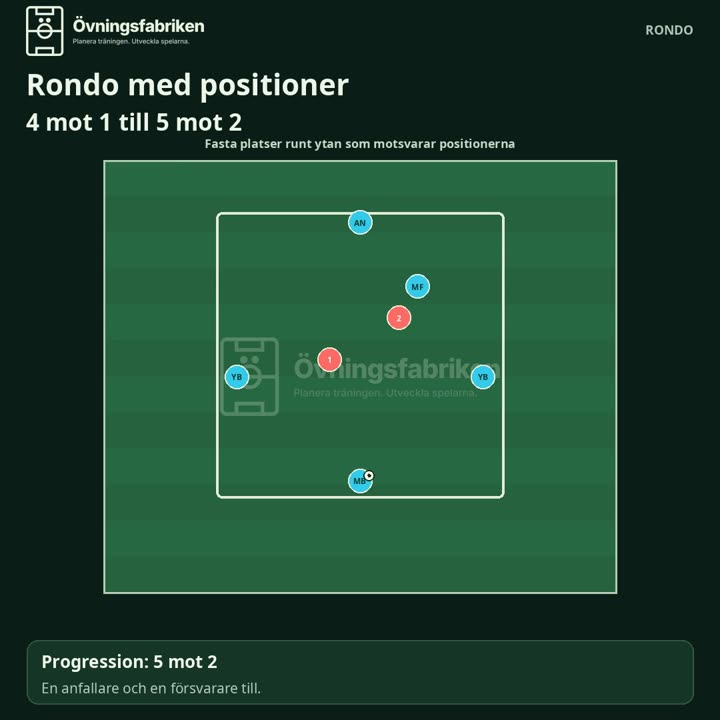 Övningsfabriken
Planera träningen. Utveckla spelarna.
RONDO
Rondo med positioner
4 mot 1 till 5 mot 2
Fasta platser runt ytan som motsvarar positionerna
AN
MF
2
1
Övningsfabriken
Planera träningen. Utveckla spelarna.
YB
YB
MB
Progression: 5 mot 2
En anfallare och en försvarare till.